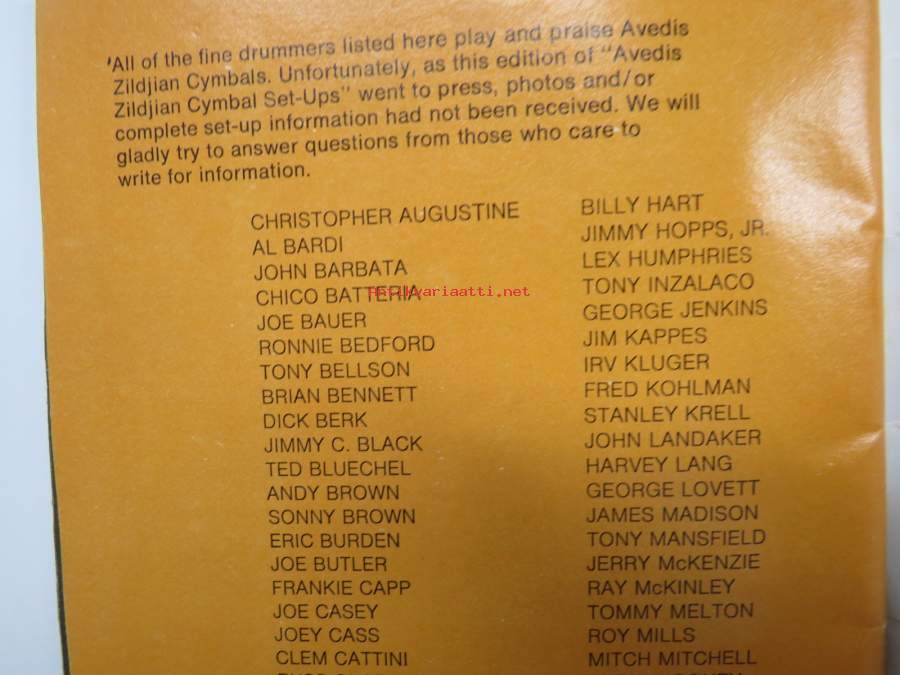 'All of the fine drummers listed here play and praise Avedis
Zildjian Cymbals. Unfortunately, as this edition of "Avedis
Zildjian Cymbal Set-Ups" went to press, photos and/or
complete set-up information had not been received. We will
gladly try to answer questions from those who care to
write for information.
CHRISTOPHER AUGUSTINE
AL BARDI
JOHN BARBATA
CHICO BATTERIA
JOE BAUER
RONNIE BEDFORD
TONY BELLSON
BRIAN BENNETT
DICK BERK
JIMMY C. BLACK
TED BLUECHEL
ANDY BROWN
SONNY BROWN
ERIC BURDEN
JOE BUTLER
FRANKIE CAPP
JOE CASEY
JOEY CASS
CLEM CATTINI
BILLY HART
JIMMY HOPPS, JR.
LEX HUMPHRIES
TONY INZALACO
GEORGE JENKINS
JIM KAPPES
IRV KLUGER
FRED KOHLMAN
STANLEY KRELL
JOHN LANDAKER
HARVEY LANG
GEORGE LOVETT
JAMES MADISON
TONY MANSFIELD
JERRY McKENZIE
RAY McKINLEY
TOMMY MELTON
ROY MILLS
MITCH MITCHELL
Antikvariaatti.net